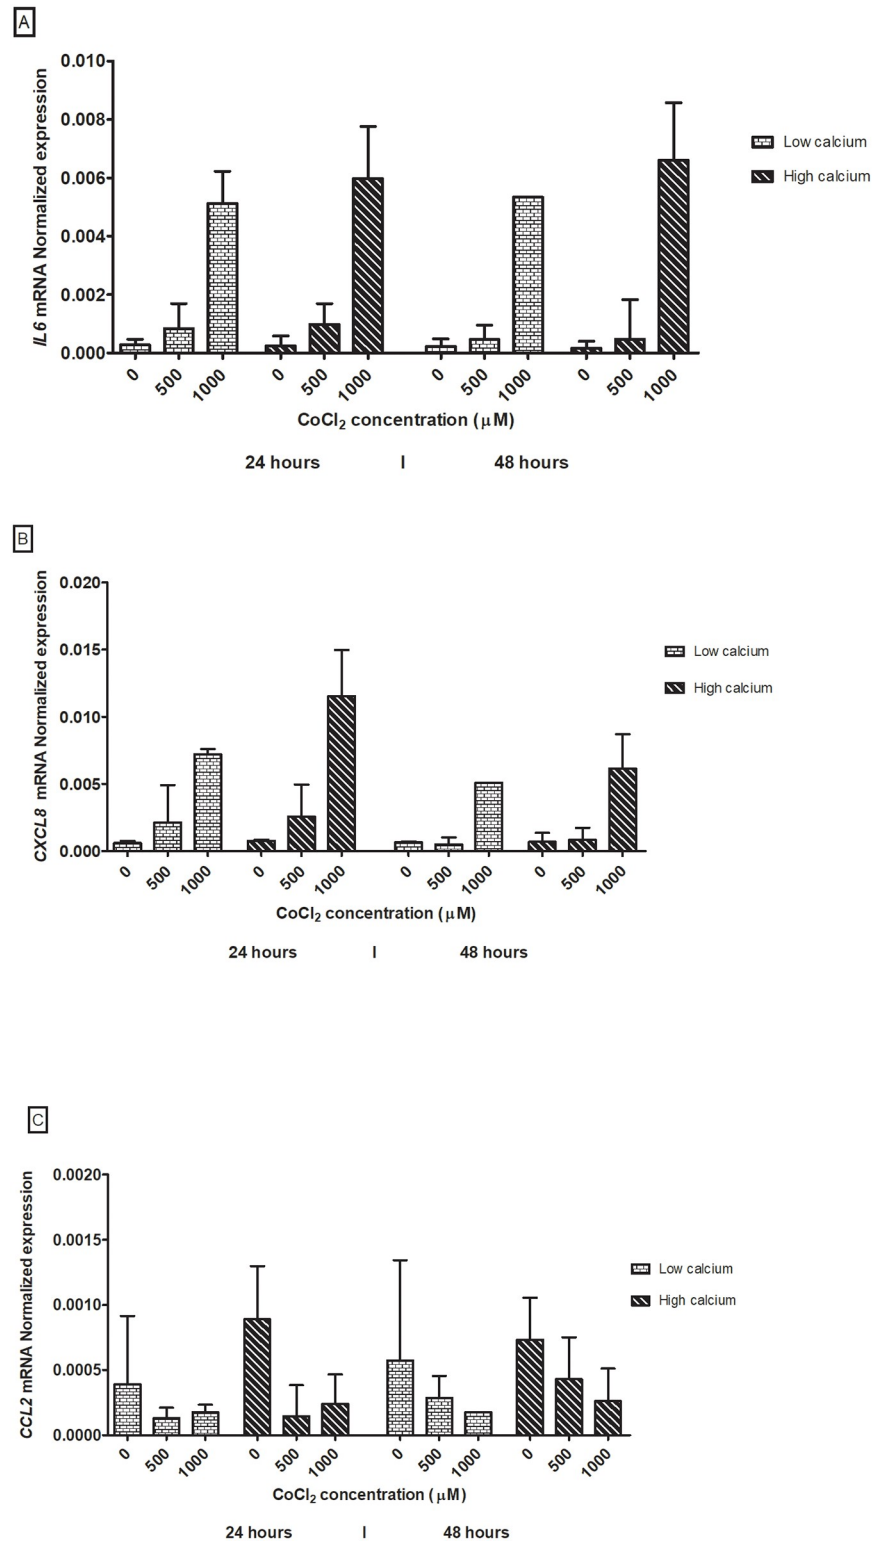 A
IL6 mRNA Normalized expression
0.010
0.008
0.006
0.004
0.002
0.000
Low calcium
High calcium
0 500 1000 0 500 1000 0 500 1000 0 500 1000
CoCl2 concentration (μM)
24 hours I 48 hours
B
CXCL8 mRNA Normalized expression
0.020
0.015
0.010
0.005
0.000
Low calcium
High calcium
0 500 1000 0 500 1000 0 500 1000 0 500 1000
CoCl2 concentration (μM)
24 hours I 48 hours
C
CCL2 mRNA Normalized expression
0.0020
0.0015
0.0010
0.0005
0.0000
Low calcium
High calcium
0 500 1000 0 500 1000 0 500 1000 0 500 1000
CoCl2 concentration (μM)
24 hours I 48 hours